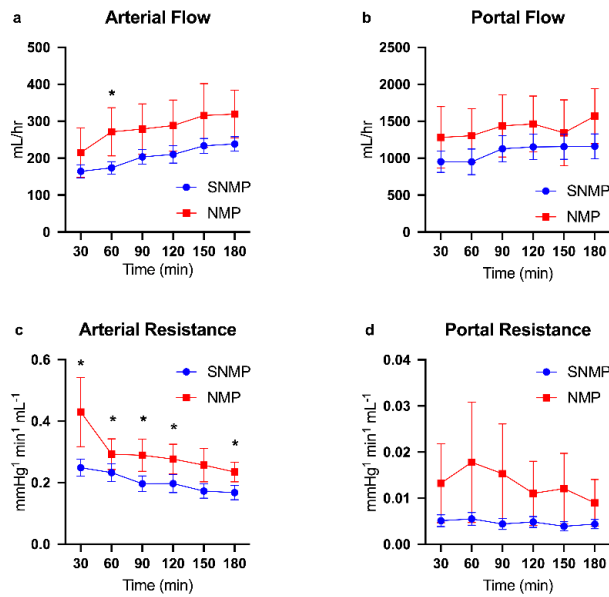 a Arterial Flow
500
400
300
200
100
0
mL/hr
*
SNMP
NMP
30 60 90 120 150 180
Time (min)
b Portal Flow
2500
2000
1500
1000
500
0
mL/hr
SNMP
NMP
30 60 90 120 150 180
Time (min)
c Arterial Resistance
0.6
0.4
0.2
0.0
mmHg¹ min¹ mL⁻¹
* * * * *
SNMP
NMP
30 60 90 120 150 180
Time (min)
d Portal Resistance
0.04
0.03
0.02
0.01
0.00
mmHg¹ min¹ mL⁻¹
SNMP
NMP
30 60 90 120 150 180
Time (min)